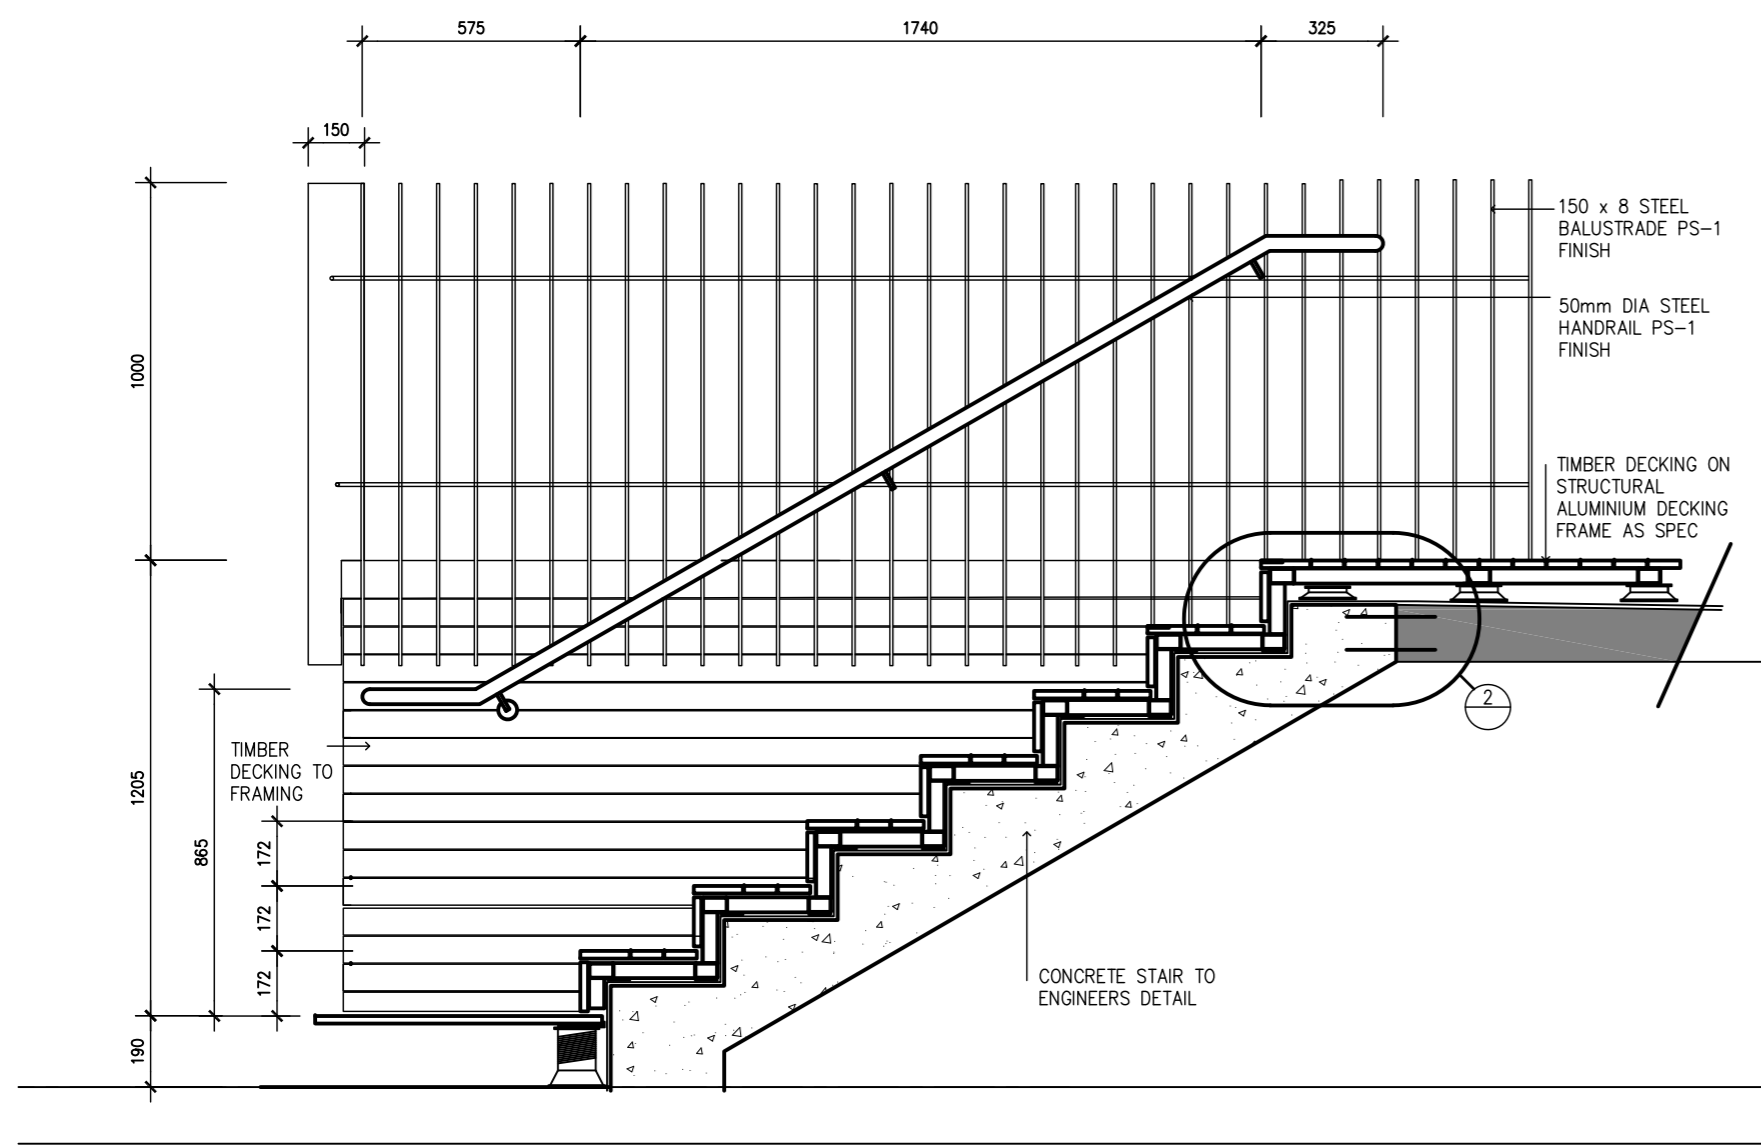 575
1740
325
150
150 x 8 STEEL
BALUSTRADE PS-1
FINISH
50mm DIA STEEL
HANDRAIL PS-1
FINISH
1000
TIMBER DECKING ON
STRUCTURAL
ALUMINIUM DECKING
FRAME AS SPEC
2
TIMBER
DECKING TO
FRAMING
1205
865
172
172
172
CONCRETE STAIR TO
ENGINEERS DETAIL
190